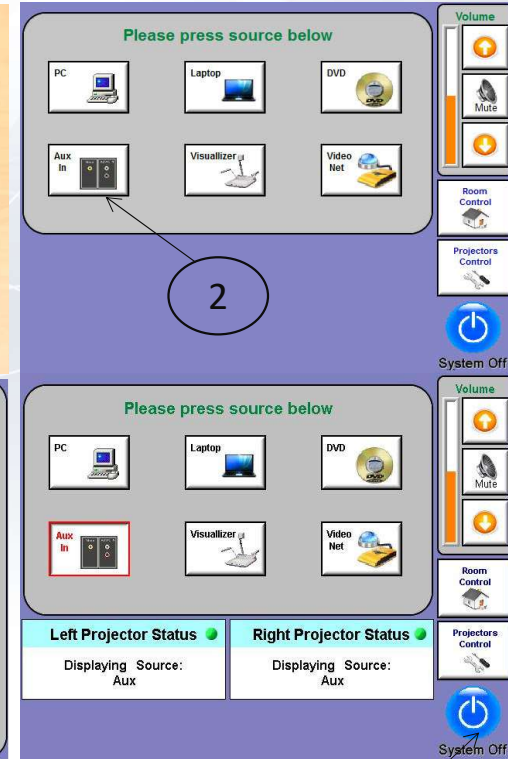 Please press source below
Volume
PC
Laptop
DVD
Mute
Aux
In
Visuallizer
Video
Net
Room
Control
2
Projectors
Control
System Off
Please press source below
Volume
PC
Laptop
DVD
DVD
Mute
Aux
In
Visuallizer
Video
Net
Room
Control
Left Projector Status
Right Projector Status
Projectors
Control
Displaying Source:
Aux
Displaying Source:
Aux
System Off